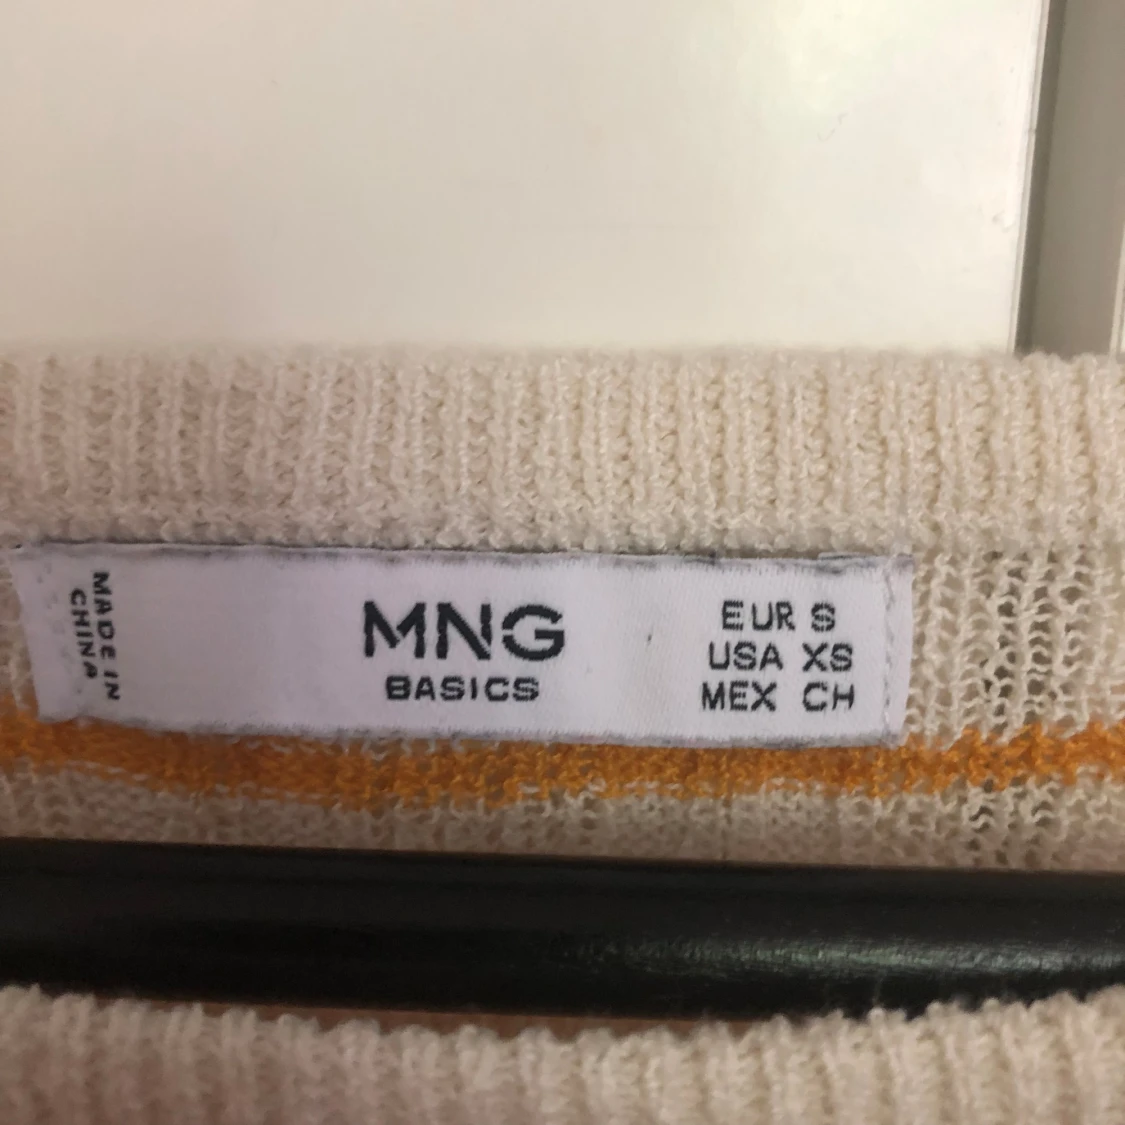 MADE IN
CHINA
MNG
BASICS
EUR S
USA XS
MEX CH